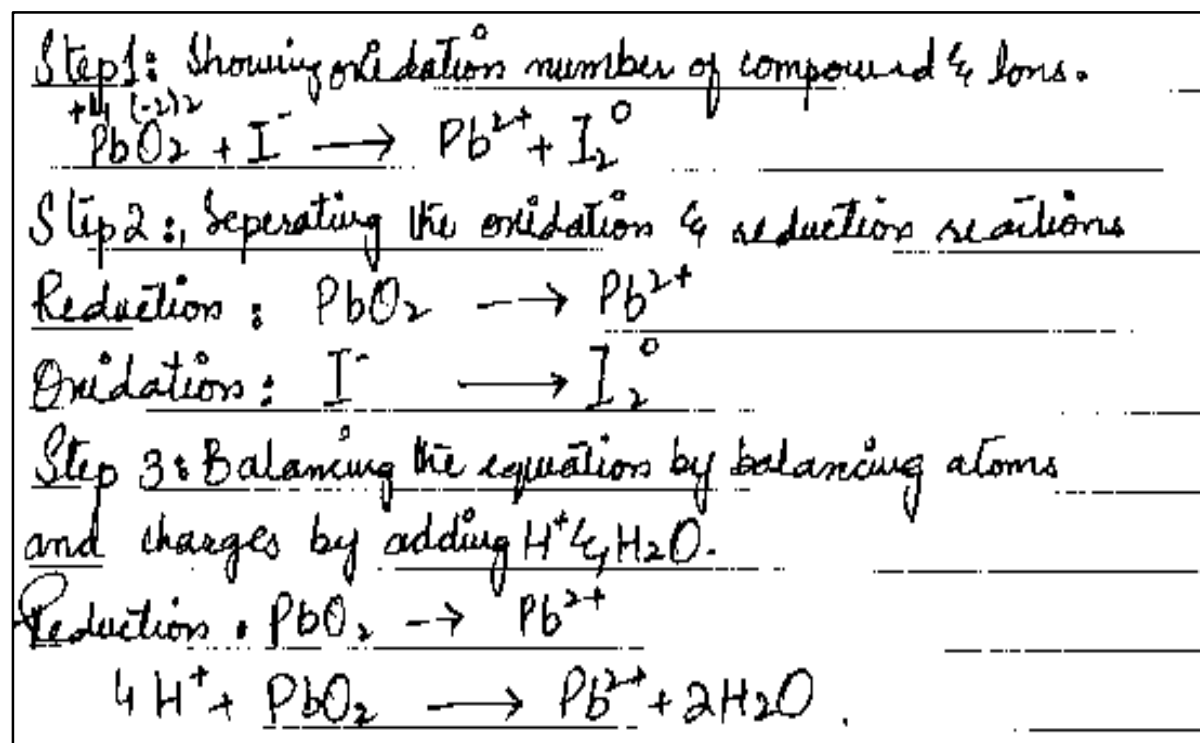 Step1: Showing oxidation number of compound & Ions.
+4 (-2)2
PbO₂ + I⁻ ⟶ Pb²⁺ + I₂⁰
Step2:, Seperating the oxidation & reduction reactions
Reduction : PbO₂ ⟶ Pb²⁺
Oxidation : I⁻ ⟶ I₂⁰
Step 3: Balancing the equation by balancing atoms
and charges by adding H⁺ & H₂O.
Reduction : PbO₂ → Pb²⁺
4H⁺ + PbO₂ ⟶ Pb²⁺ + 2H₂O.